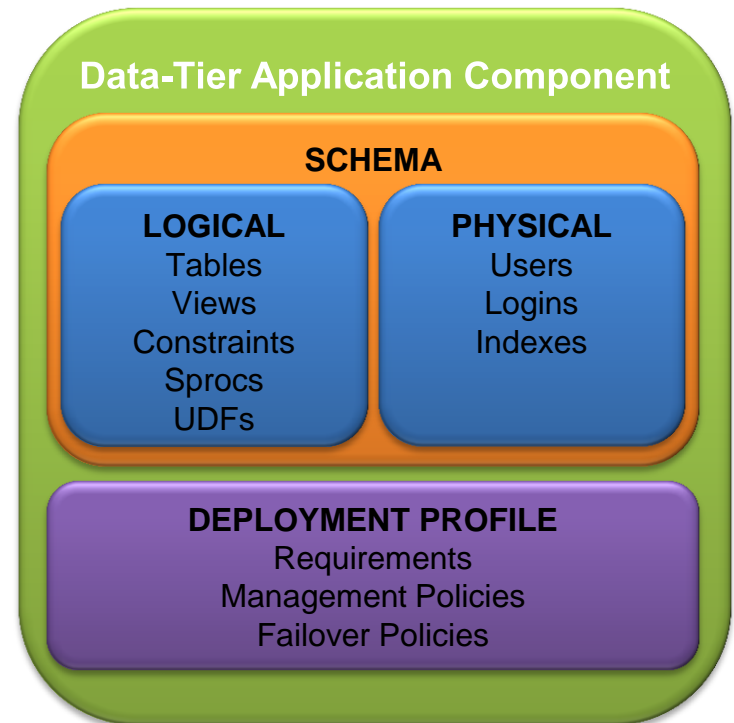 Data-Tier Application Component
SCHEMA
LOGICAL
Tables
Views
Constraints
Sprocs
UDFs
PHYSICAL
Users
Logins
Indexes
DEPLOYMENT PROFILE
Requirements
Management Policies
Failover Policies